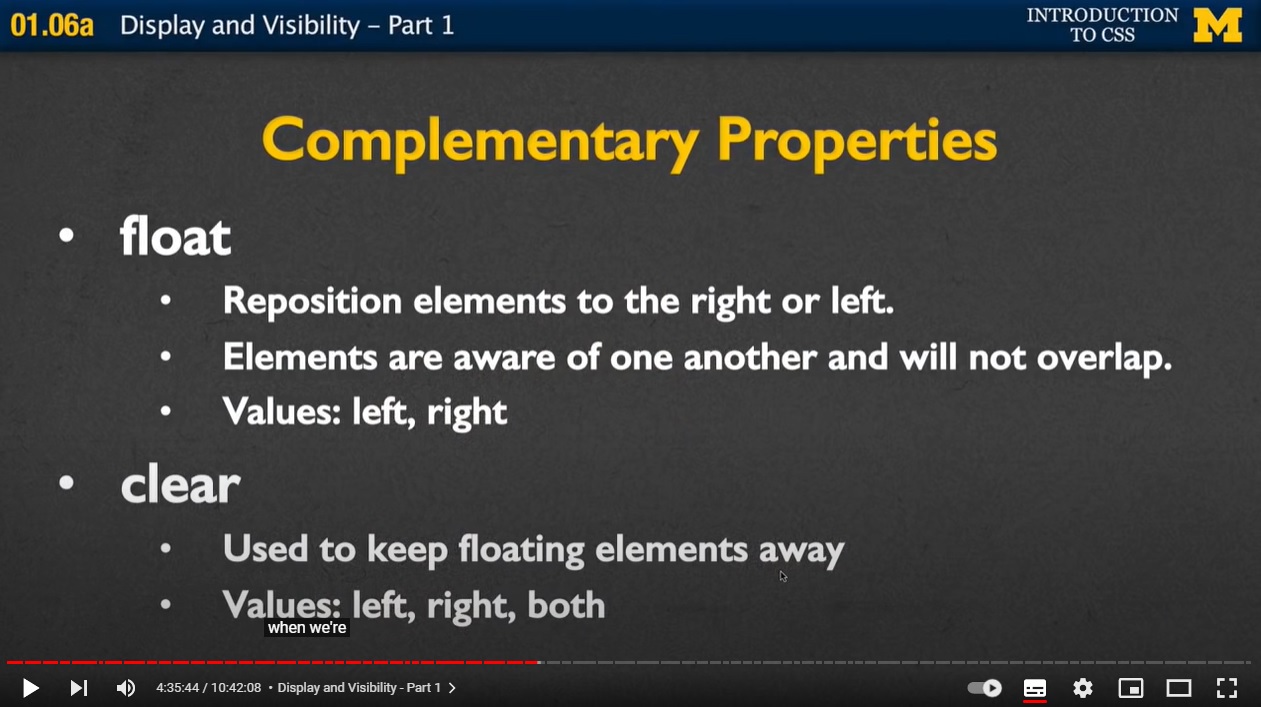 01.06a Display and Visibility – Part 1
INTRODUCTION
TO CSS
M
Complementary Properties
• float
• Reposition elements to the right or left.
• Elements are aware of one another and will not overlap.
• Values: left, right
• clear
• Used to keep floating elements away
• Values: left, right, both
when we're
4:35:44 / 10:42:08 • Display and Visibility - Part 1